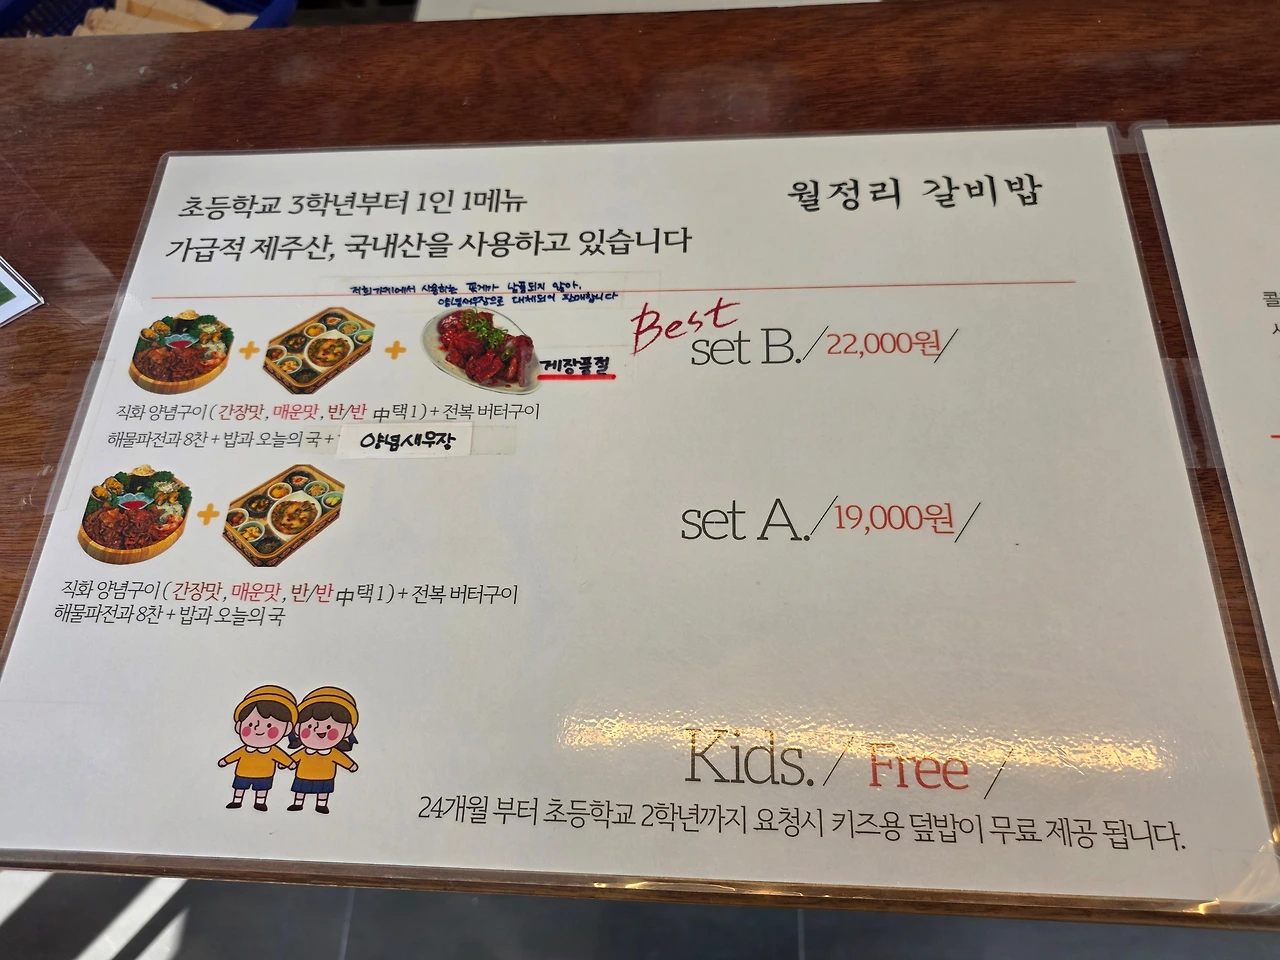 초등학교 3학년부터 1인 1메뉴
월정리 갈비밥
가급적 제주산, 국내산을 사용하고 있습니다
저희가게에서 사용하는 꽃게가 납품되지 않아,
양념새우장으로 대체되어 판매합니다
게장품절
Best
set B./22,000원/
직화 양념구이 ( 간장맛, 매운맛, 반/반 中 택 1 ) + 전복 버터구이
해물파전과 8찬 + 밥과 오늘의 국 + 양념새우장
set A./19,000원/
직화 양념구이 ( 간장맛, 매운맛, 반/반 中 택 1 ) + 전복 버터구이
해물파전과 8찬 + 밥과 오늘의 국
Kids./ Free /
24개월 부터 초등학교 2학년까지 요청시 키즈용 덮밥이 무료 제공 됩니다.